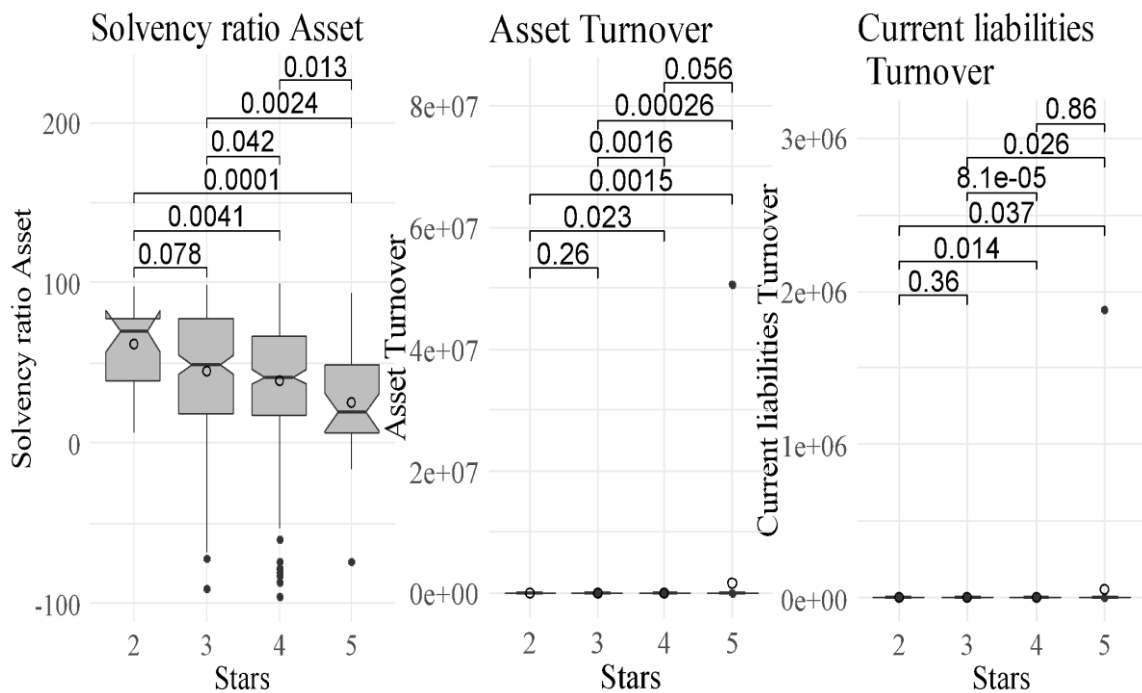 Solvency ratio Asset
0.013
0.0024
0.042
0.0001
0.0041
0.078
200
100
0
-100
Solvency ratio Asset
2 3 4 5
Stars
Asset Turnover
0.056
0.00026
0.0016
0.0015
0.023
0.26
8e+07
6e+07
4e+07
2e+07
0e+00
Asset Turnover
2 3 4 5
Stars
Current liabilities
Turnover
0.86
0.026
8.1e-05
0.037
0.014
0.36
3e+06
2e+06
1e+06
0e+00
Current liabilities Turnover
2 3 4 5
Stars